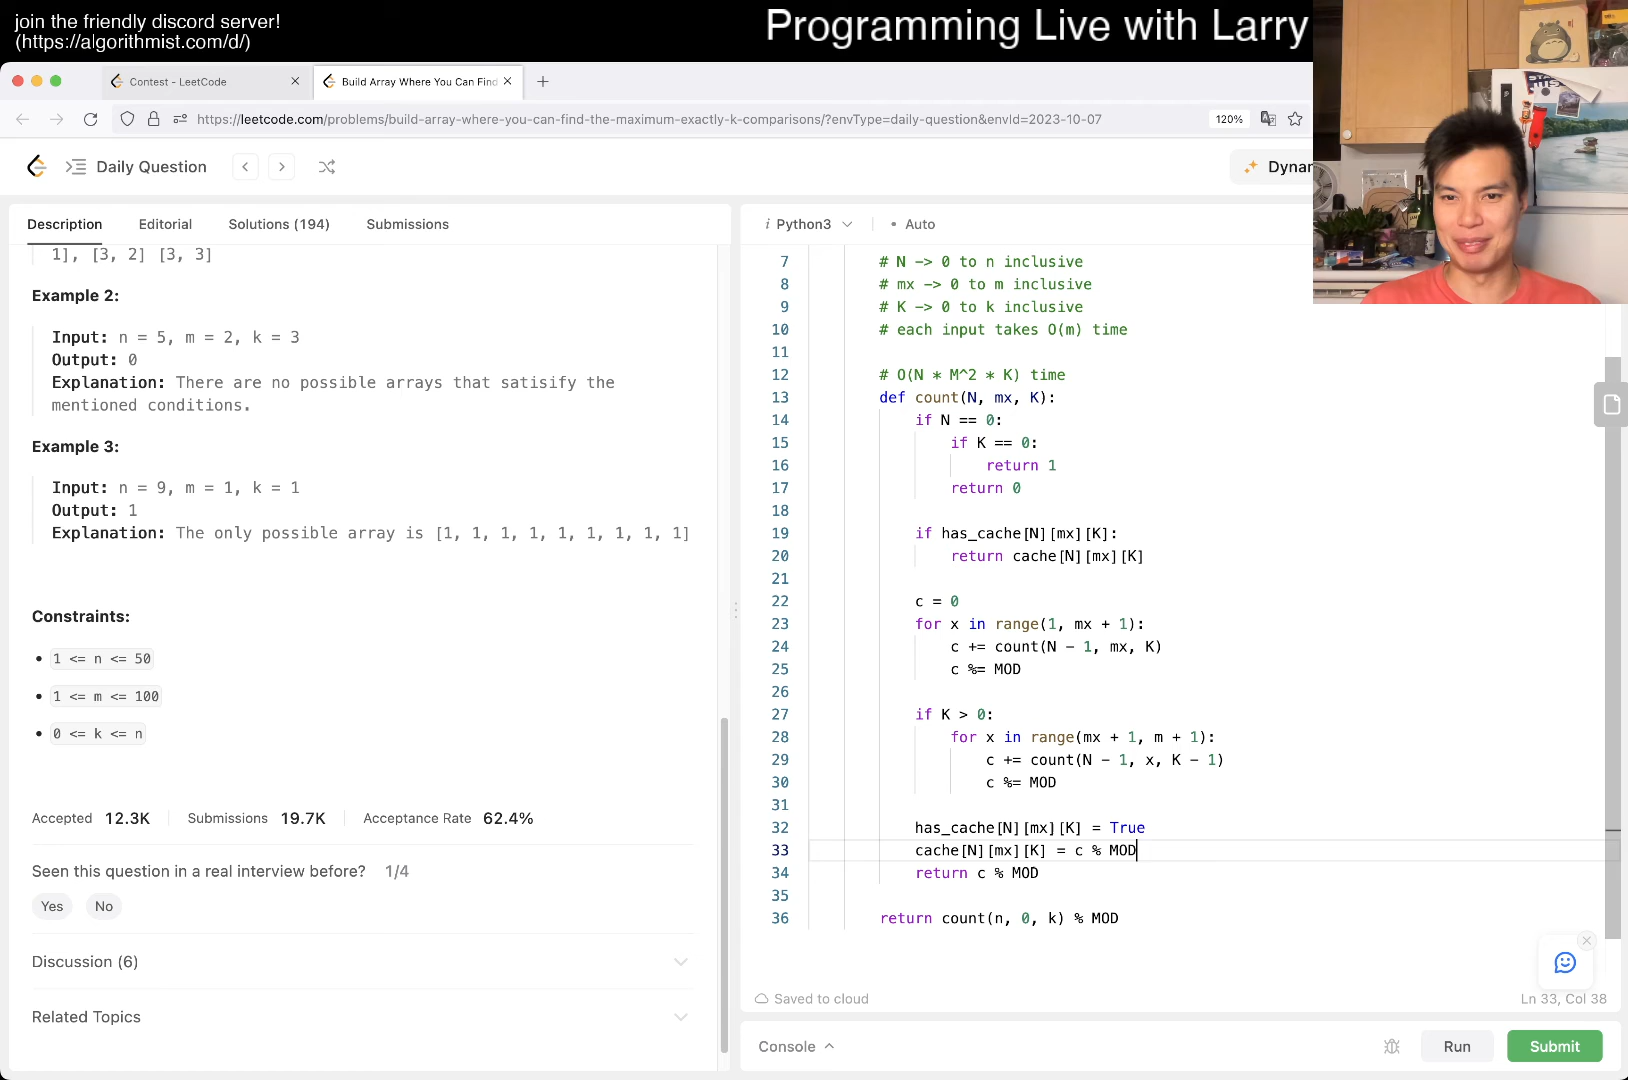 join the friendly discord server!
(https://algorithmist.com/d/)
Programming Live with Larry
Contest - LeetCode
Build Array Where You Can Find
https://leetcode.com/problems/build-array-where-you-can-find-the-maximum-exactly-k-comparisons/?envType=daily-question&envId=2023-10-07
120%
Daily Question
Dynar
Description
Editorial
Solutions (194)
Submissions
1], [3, 2] [3, 3]
Example 2:
Input: n = 5, m = 2, k = 3
Output: 0
Explanation: There are no possible arrays that satisify the
mentioned conditions.
Example 3:
Input: n = 9, m = 1, k = 1
Output: 1
Explanation: The only possible array is [1, 1, 1, 1, 1, 1, 1, 1, 1]
Constraints:
• 1 <= n <= 50
• 1 <= m <= 100
• 0 <= k <= n
Accepted 12.3K
Submissions 19.7K
Acceptance Rate 62.4%
Seen this question in a real interview before? 1/4
Yes
No
Discussion (6)
Related Topics
i Python3
• Auto
7 # N -> 0 to n inclusive
8 # mx -> 0 to m inclusive
9 # K -> 0 to k inclusive
10 # each input takes O(m) time
11
12 # O(N * M^2 * K) time
13 def count(N, mx, K):
14 if N == 0:
15 if K == 0:
16 return 1
17 return 0
18
19 if has_cache[N][mx][K]:
20 return cache[N][mx][K]
21
22 c = 0
23 for x in range(1, mx + 1):
24 c += count(N - 1, mx, K)
25 c %= MOD
26
27 if K > 0:
28 for x in range(mx + 1, m + 1):
29 c += count(N - 1, x, K - 1)
30 c %= MOD
31
32 has_cache[N][mx][K] = True
33 cache[N][mx][K] = c % MOD
34 return c % MOD
35
36 return count(n, 0, k) % MOD
Saved to cloud
Ln 33, Col 38
Console
Run
Submit